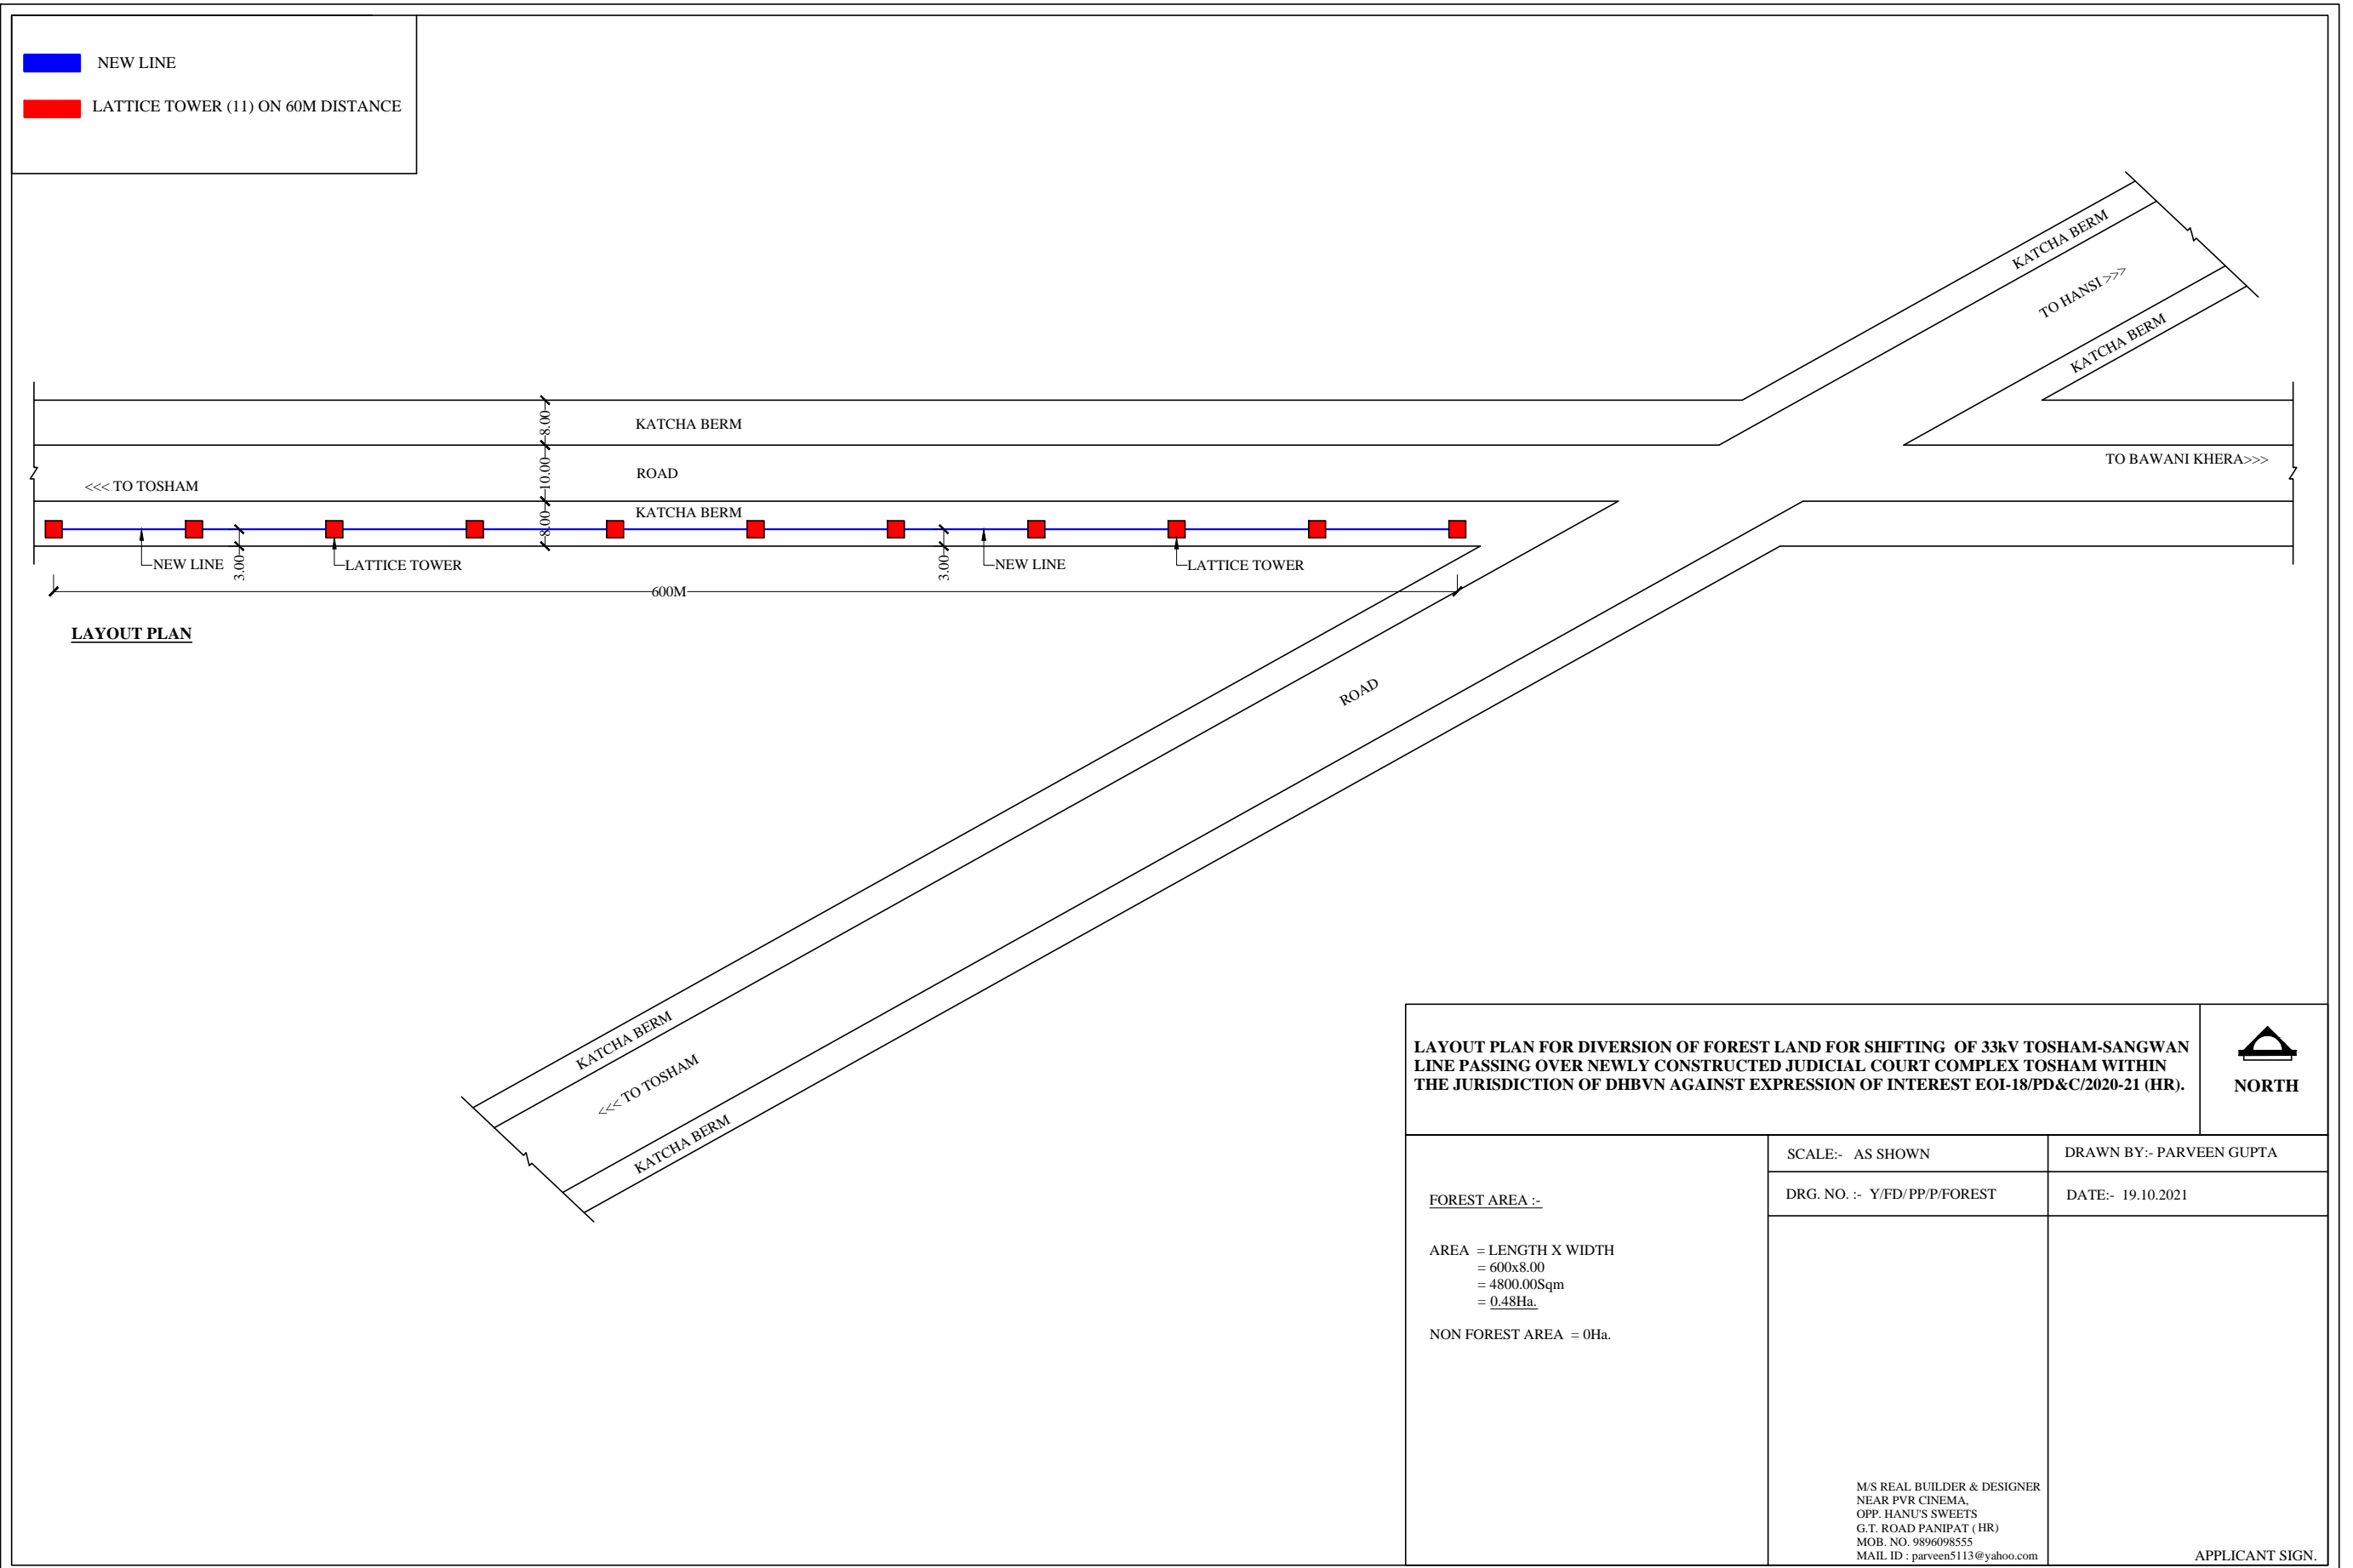 NEW LINE
LATTICE TOWER (11) ON 60M DISTANCE
KATCHA BERM
TO HANSI >>>
KATCHA BERM
8.00
KATCHA BERM
10.00
ROAD
<<< TO TOSHAM
TO BAWANI KHERA>>>
8.00
KATCHA BERM
NEW LINE
3.00
LATTICE TOWER
3.00
NEW LINE
LATTICE TOWER
600M
LAYOUT PLAN
ROAD
KATCHA BERM
<<< TO TOSHAM
KATCHA BERM
LAYOUT PLAN FOR DIVERSION OF FOREST LAND FOR SHIFTING OF 33kV TOSHAM-SANGWAN
LINE PASSING OVER NEWLY CONSTRUCTED JUDICIAL COURT COMPLEX TOSHAM WITHIN
THE JURISDICTION OF DHBVN AGAINST EXPRESSION OF INTEREST EOI-18/PD&C/2020-21 (HR).
NORTH
SCALE:- AS SHOWN
DRAWN BY:- PARVEEN GUPTA
DRG. NO. :- Y/FD/PP/P/FOREST
DATE:- 19.10.2021
FOREST AREA :-
AREA = LENGTH X WIDTH
= 600x8.00
= 4800.00Sqm
= 0.48Ha.
NON FOREST AREA = 0Ha.
M/S REAL BUILDER & DESIGNER
NEAR PVR CINEMA,
OPP. HANU'S SWEETS
G.T. ROAD PANIPAT (HR)
MOB. NO. 9896098555
MAIL ID : parveen5113@yahoo.com
APPLICANT SIGN.